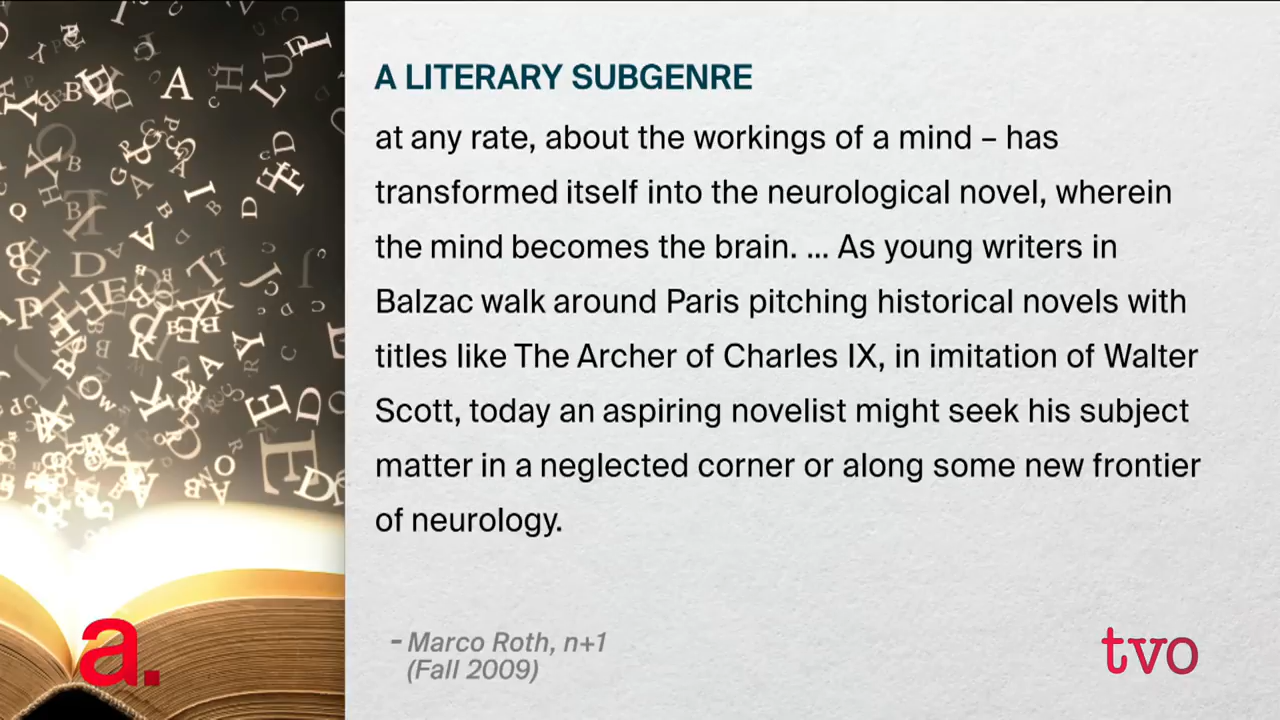 A LITERARY SUBGENRE
at any rate, about the workings of a mind – has
transformed itself into the neurological novel, wherein
the mind becomes the brain. ... As young writers in
Balzac walk around Paris pitching historical novels with
titles like The Archer of Charles IX, in imitation of Walter
Scott, today an aspiring novelist might seek his subject
matter in a neglected corner or along some new frontier
of neurology.
– Marco Roth, n+1
(Fall 2009)
a.
tvo